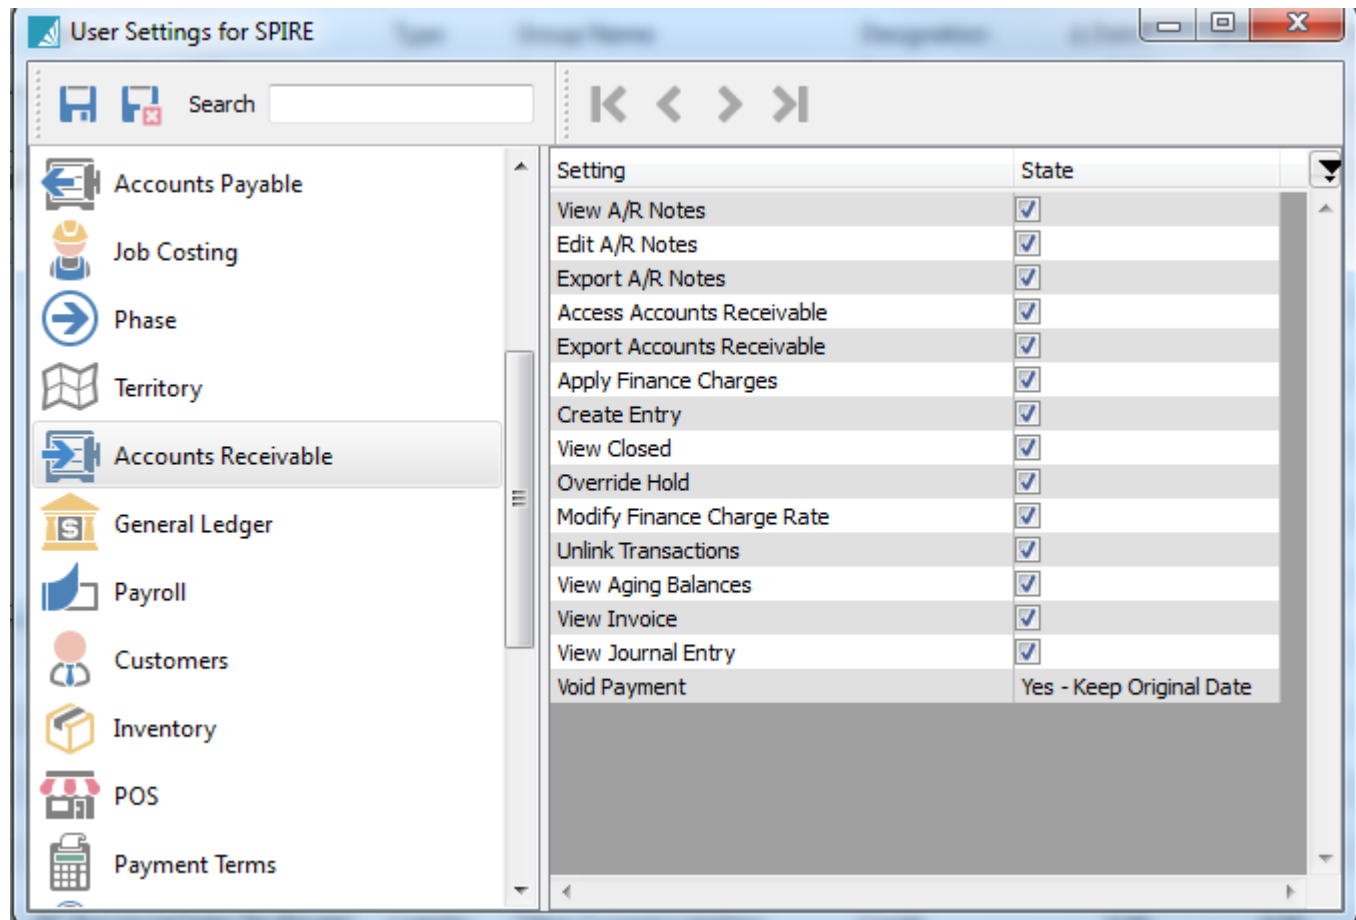 User Settings for SPIRE
Search
Accounts Payable
Job Costing
Phase
Territory
Accounts Receivable
General Ledger
Payroll
Customers
Inventory
POS
Payment Terms
Setting State
View A/R Notes
Edit A/R Notes
Export A/R Notes
Access Accounts Receivable
Export Accounts Receivable
Apply Finance Charges
Create Entry
View Closed
Override Hold
Modify Finance Charge Rate
Unlink Transactions
View Aging Balances
View Invoice
View Journal Entry
Void Payment Yes - Keep Original Date